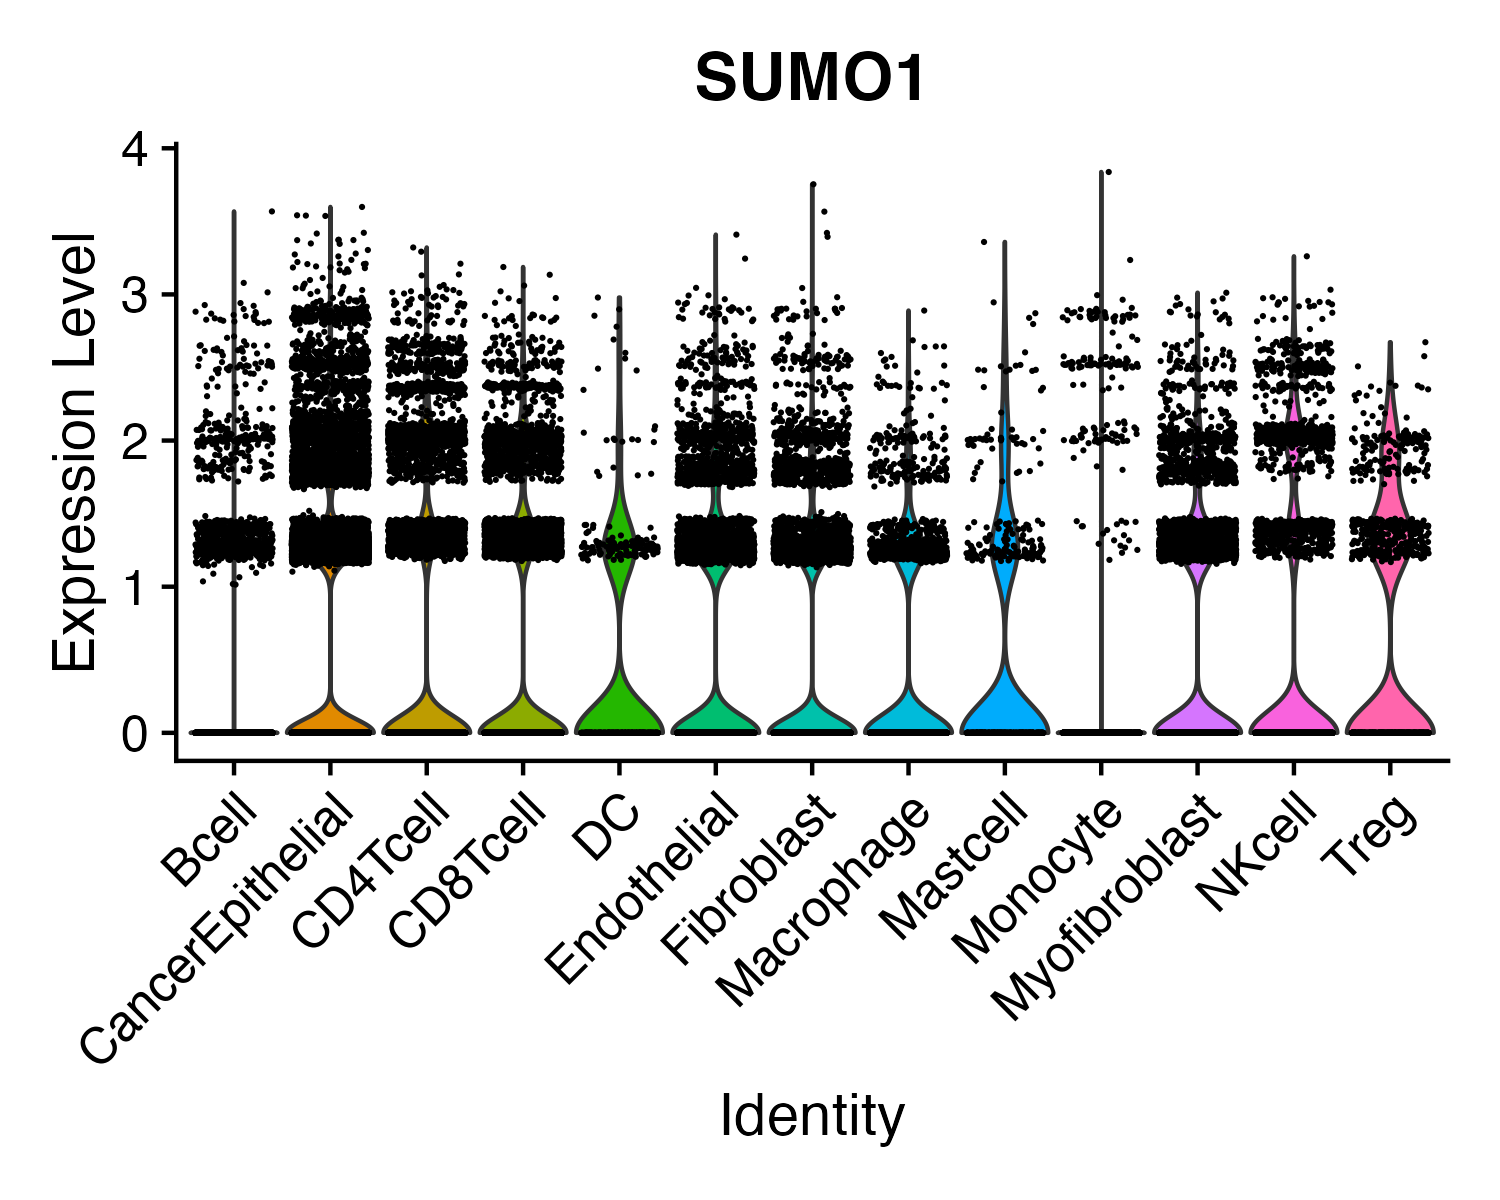 SUMO1
Expression Level
4
3
2
1
0
Bcell
CancerEpithelial
CD4Tcell
CD8Tcell
DC
Endothelial
Fibroblast
Macrophage
Mastcell
Monocyte
Myofibroblast
NKcell
Treg
Identity